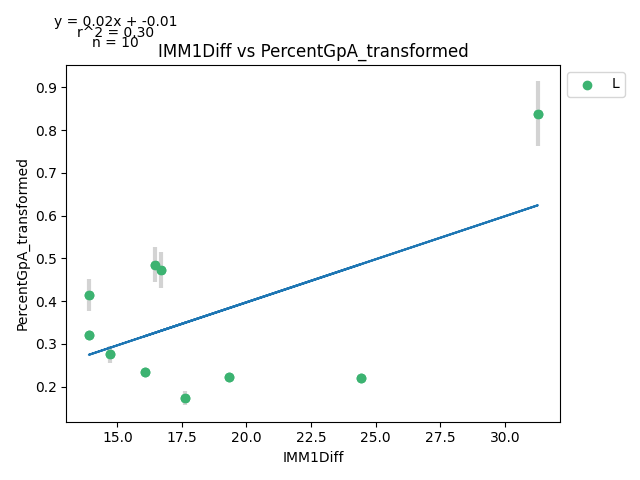 y = 0.02x + -0.01
r^2 = 0.30
n = 10
IMM1Diff vs PercentGpA_transformed
L
PercentGpA_transformed
0.9
0.8
0.7
0.6
0.5
0.4
0.3
0.2
15.0 17.5 20.0 22.5 25.0 27.5 30.0
IMM1Diff